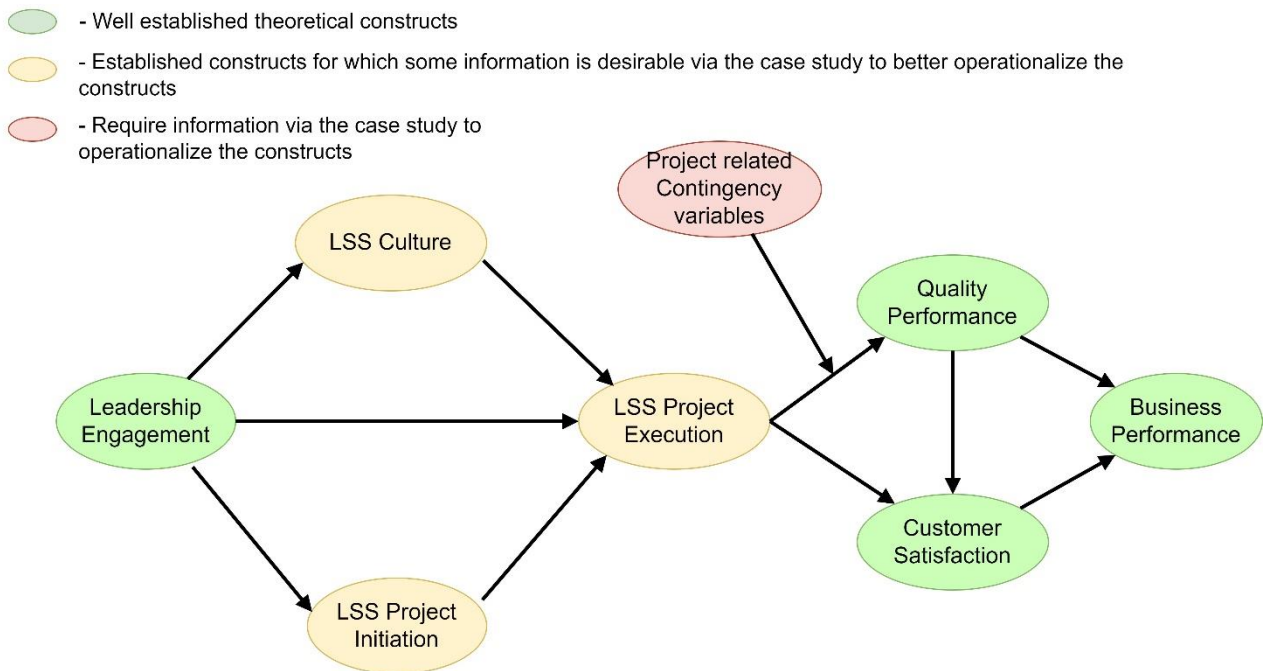 - Well established theoretical constructs
- Established constructs for which some information is desirable via the case study to better operationalize the
constructs
- Require information via the case study to
operationalize the constructs
Project related
Contingency
variables
LSS Culture
Quality
Performance
Leadership
Engagement
LSS Project
Execution
Business
Performance
Customer
Satisfaction
LSS Project
Initiation